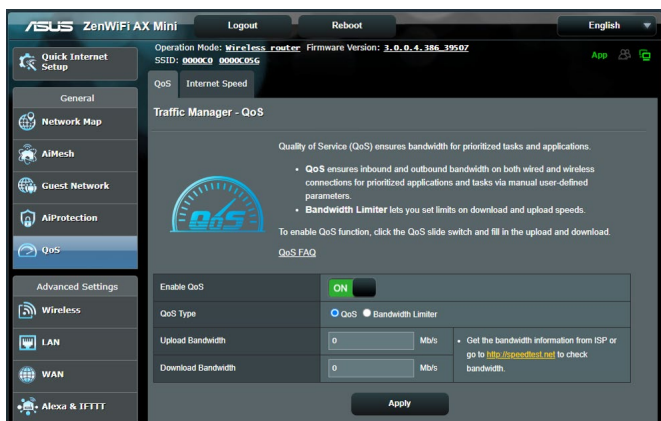 ASUS ZenWiFi AX Mini
Logout
Reboot
English
Quick Internet
Setup
General
Network Map
AiMesh
Guest Network
AiProtection
QoS
Advanced Settings
Wireless
LAN
WAN
Alexa & IFTTT
Operation Mode: Wireless router Firmware Version: 3.0.0.4.386_39507
SSID: 0000C0 0000C05G
App
QoS
Internet Speed
Traffic Manager - QoS
QoS
Quality of Service (QoS) ensures bandwidth for prioritized tasks and applications.
• QoS ensures inbound and outbound bandwidth on both wired and wireless
connections for prioritized applications and tasks via manual user-defined
parameters.
• Bandwidth Limiter lets you set limits on download and upload speeds.
To enable QoS function, click the QoS slide switch and fill in the upload and download.
QoS FAQ
Enable QoS
ON
QoS Type
QoS Bandwidth Limiter
Upload Bandwidth
0 Mb/s
Download Bandwidth
0 Mb/s
• Get the bandwidth information from ISP or
go to http://speedtest.net to check
bandwidth.
Apply